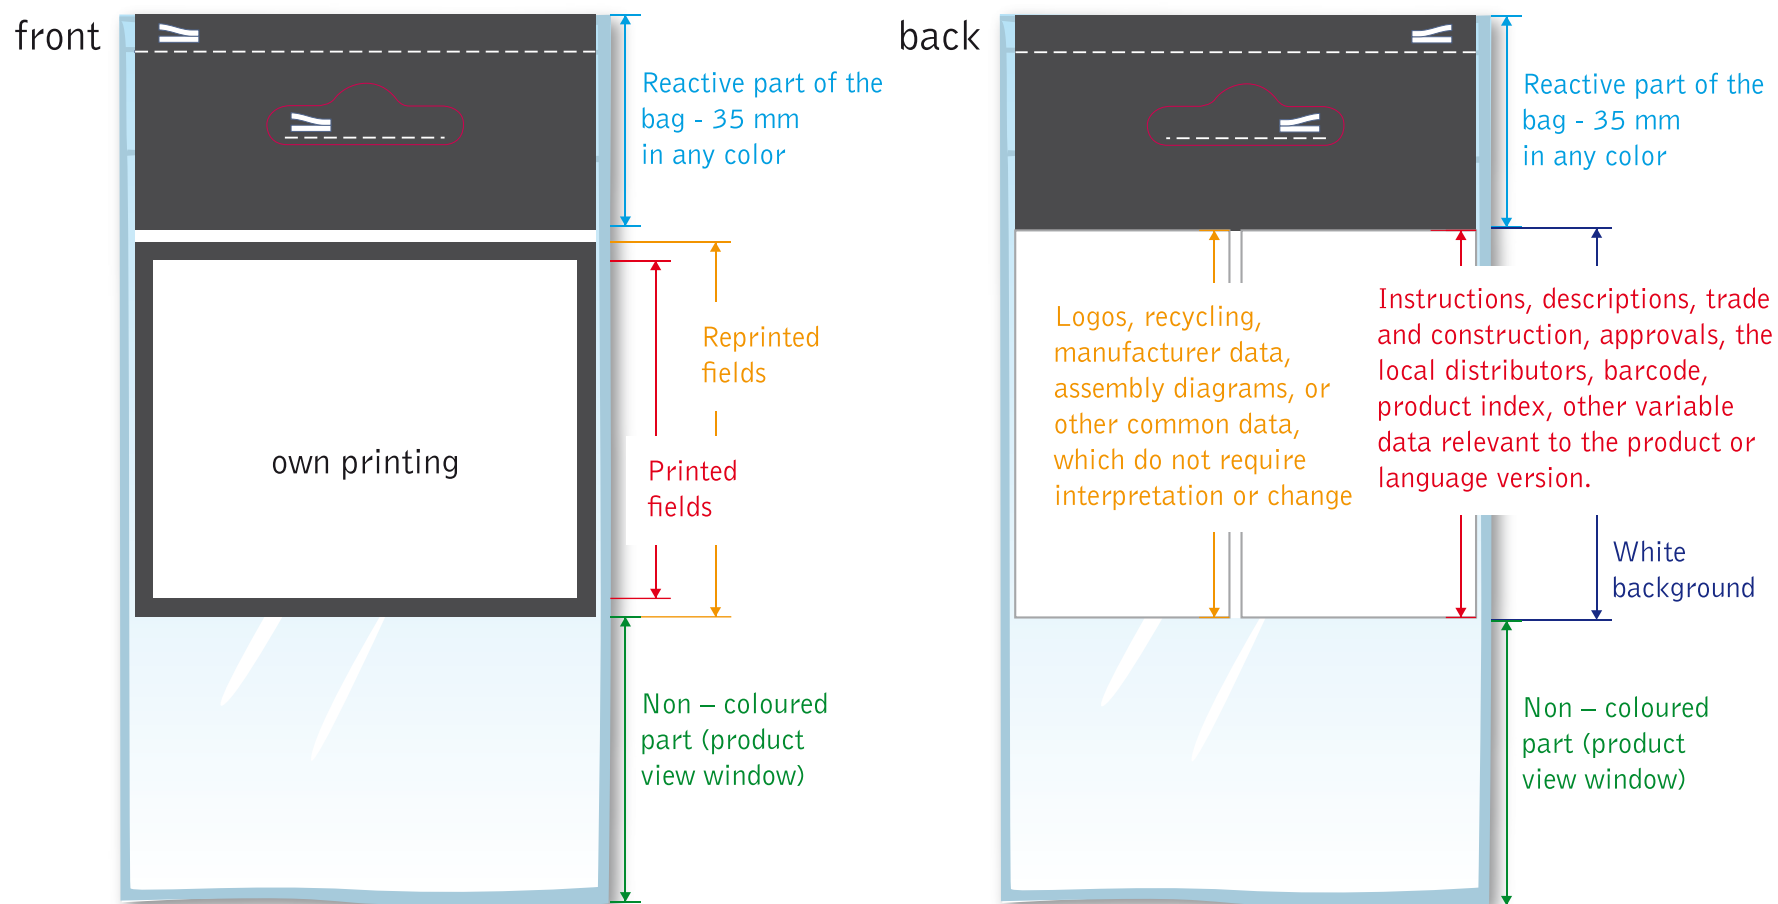 front
Reactive part of the
bag - 35 mm
in any color
Reprinted
fields
own printing
Printed
fields
Non – coloured
part (product
view window)
back
Reactive part of the
bag - 35 mm
in any color
Logos, recycling,
manufacturer data,
assembly diagrams, or
other common data,
which do not require
interpretation or change
Instructions, descriptions, trade
and construction, approvals, the
local distributors, barcode,
product index, other variable
data relevant to the product or
language version.
White
background
Non – coloured
part (product
view window)